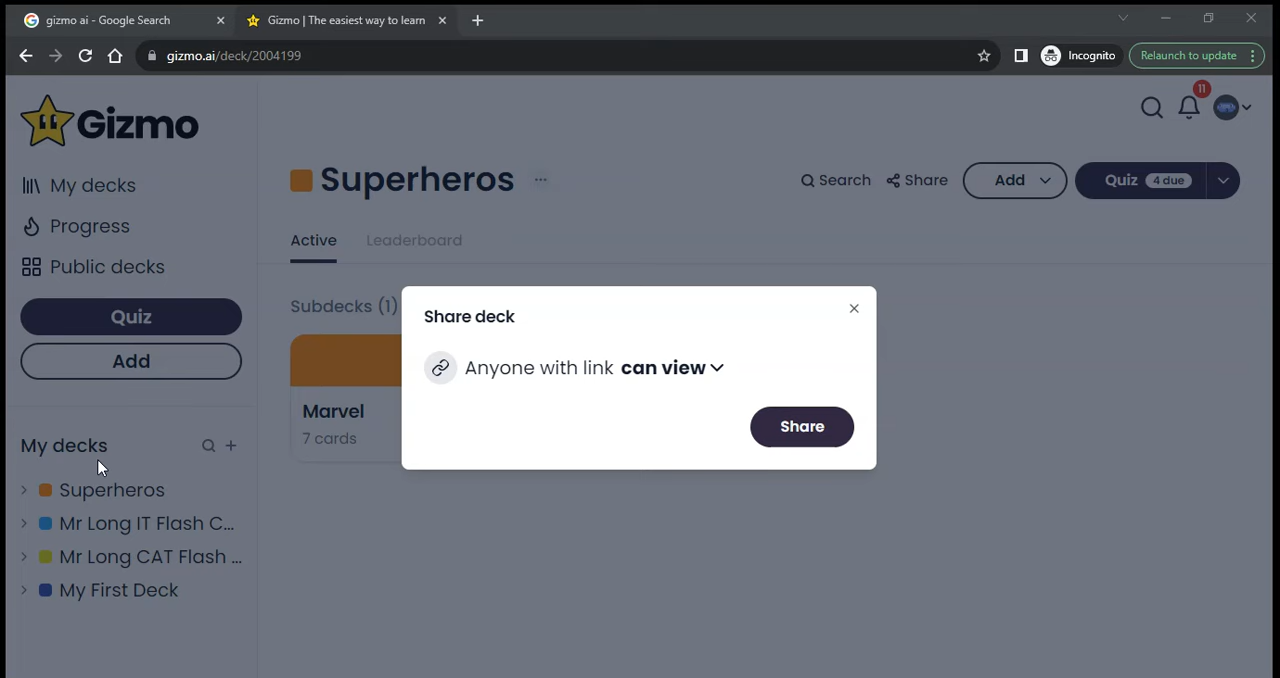 gizmo ai - Google Search
Gizmo | The easiest way to learn
gizmo.ai/deck/2004199
Incognito
Relaunch to update
Gizmo
11
My decks
Progress
Public decks
Quiz
Add
My decks
Superheros
Mr Long IT Flash C...
Mr Long CAT Flash ...
My First Deck
Superheros
...
Search
Share
Add
Quiz 4 due
Active
Leaderboard
Subdecks (1)
Marvel
7 cards
Share deck
Anyone with link can view
Share